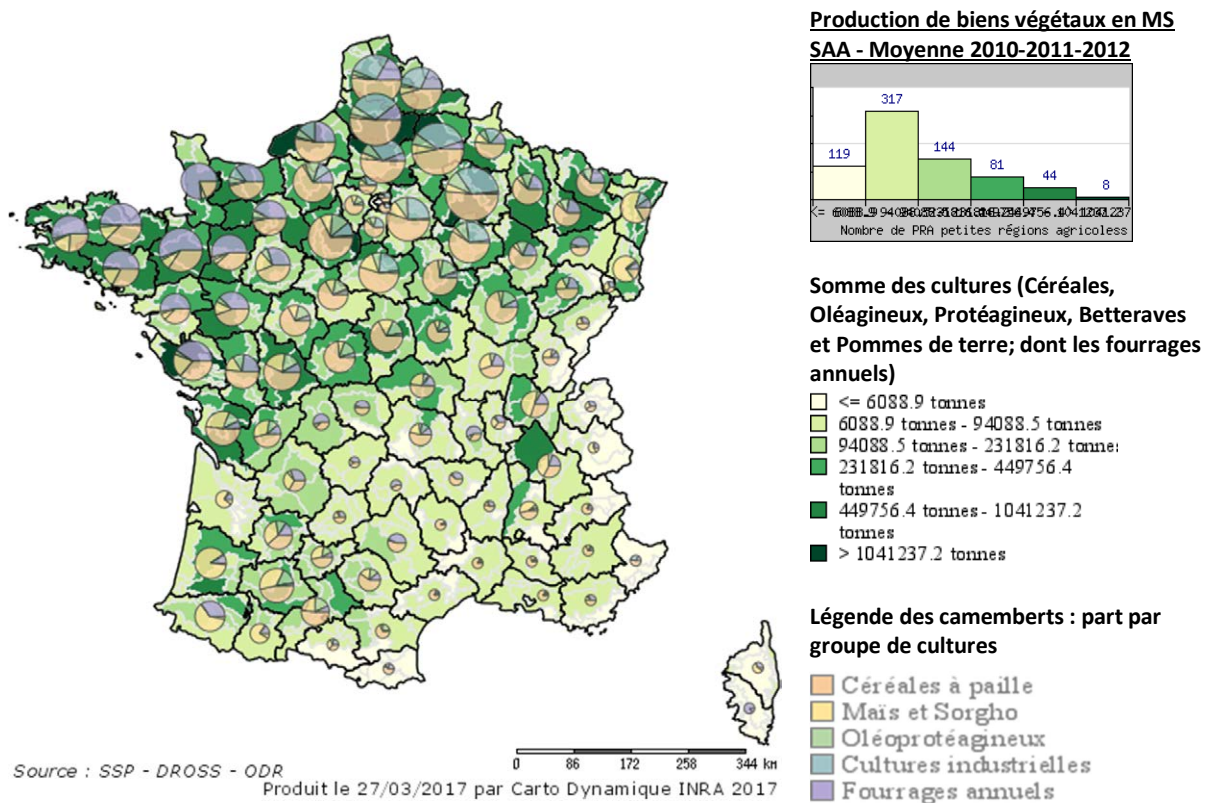 Production de biens végétaux en MS
SAA - Moyenne 2010-2011-2012
317
119
144
81
44
8
<= 6088.9
Nombre de PRA petites régions agricoless
Somme des cultures (Céréales,
Oléagineux, Protéagineux, Betteraves
et Pommes de terre; dont les fourrages
annuels)
<= 6088.9 tonnes
6088.9 tonnes - 94088.5 tonnes
94088.5 tonnes - 231816.2 tonnes
231816.2 tonnes - 449756.4
tonnes
449756.4 tonnes - 1041237.2
tonnes
> 1041237.2 tonnes
Légende des camemberts : part par
groupe de cultures
Céréales à paille
Maïs et Sorgho
Oléoprotéagineux
Cultures industrielles
Fourrages annuels
0 86 172 258 344 km
Source : SSP - DROSS - ODR
Produit le 27/03/2017 par Carto Dynamique INRA 2017